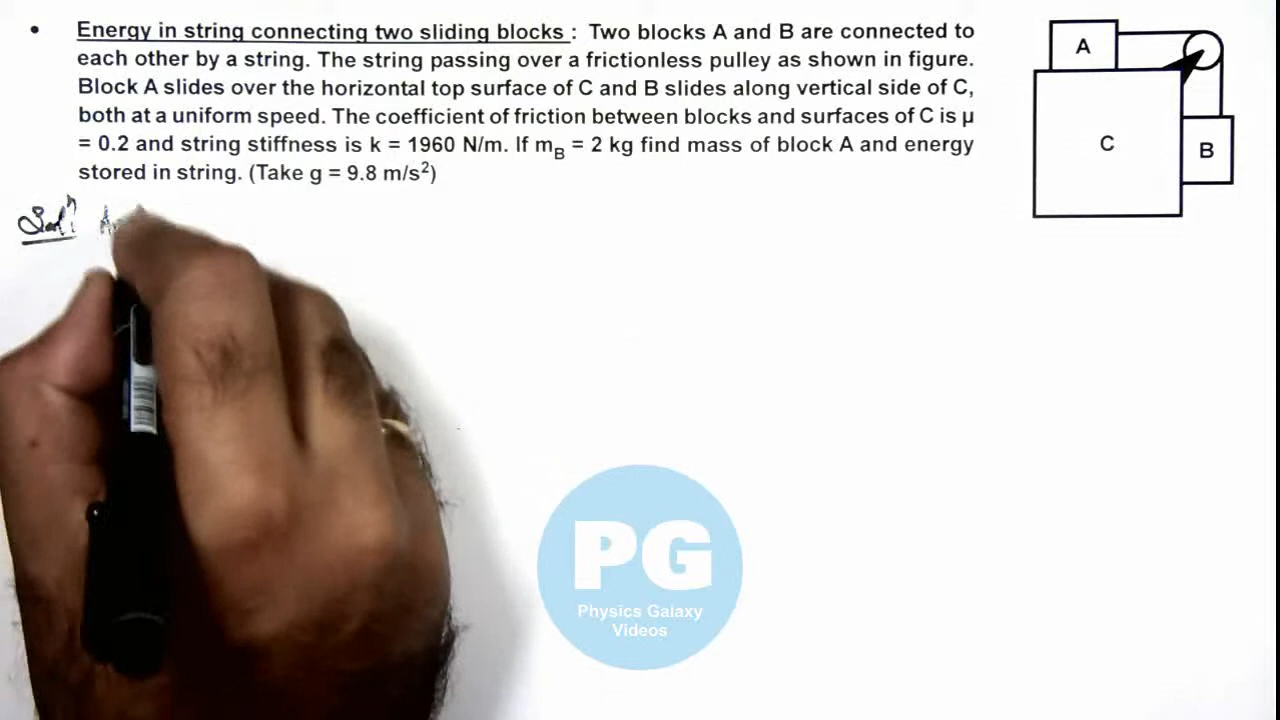 • Energy in string connecting two sliding blocks : Two blocks A and B are connected to
each other by a string. The string passing over a frictionless pulley as shown in figure.
Block A slides over the horizontal top surface of C and B slides along vertical side of C,
both at a uniform speed. The coefficient of friction between blocks and surfaces of C is μ
= 0.2 and string stiffness is k = 1960 N/m. If m_B = 2 kg find mass of block A and energy
stored in string. (Take g = 9.8 m/s²)
A
C
B
Solⁿ:
PG
Physics Galaxy
Videos